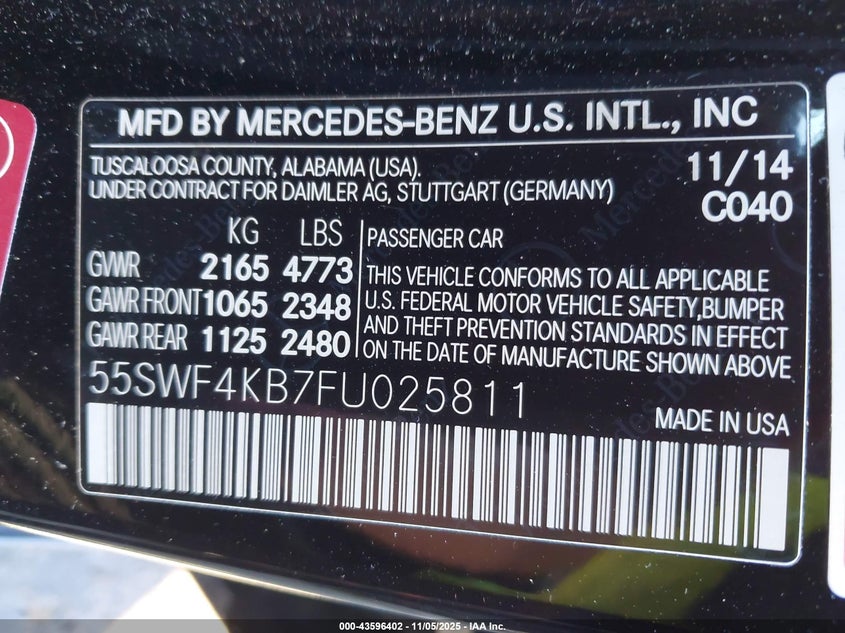 MFD BY MERCEDES-BENZ U.S. INTL., INC
TUSCALOOSA COUNTY, ALABAMA (USA).
UNDER CONTRACT FOR DAIMLER AG, STUTTGART (GERMANY)
11/14
C040
KG LBS
GWR 2165 4773
GAWR FRONT 1065 2348
GAWR REAR 1125 2480
PASSENGER CAR
THIS VEHICLE CONFORMS TO ALL APPLICABLE
U.S. FEDERAL MOTOR VEHICLE SAFETY,BUMPER
AND THEFT PREVENTION STANDARDS IN EFFECT
ON THE DATE OF MANUFACTURE SHOWN ABOVE.
55SWF4KB7FU025811
MADE IN USA
000-43596402 - 11/05/2025 - IAA Inc.